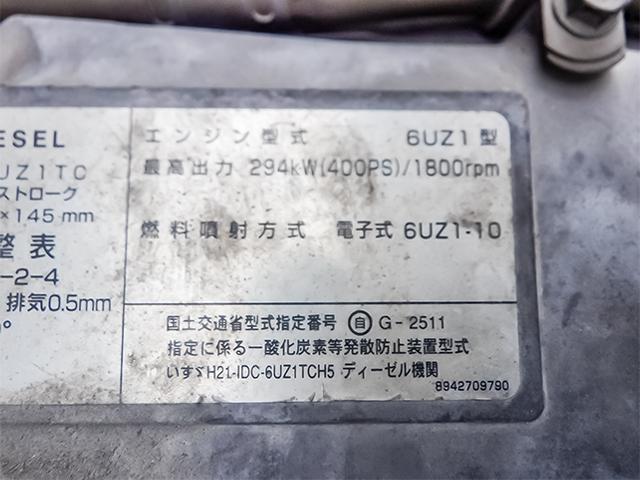 ESEL
UZ1TC
ストローク
×145mm
整表
-2-4
排気0.5mm
°
エンジン型式 6UZ1型
最高出力 294kW(400PS)/1800rpm
燃料噴射方式 電子式 6UZ1-10
国土交通省型式指定番号 自 G-2511
指定に係る一酸化炭素等発散防止装置型式
いすゞH21-IDC-6UZ1TCH5 ディーゼル機関
8942709790